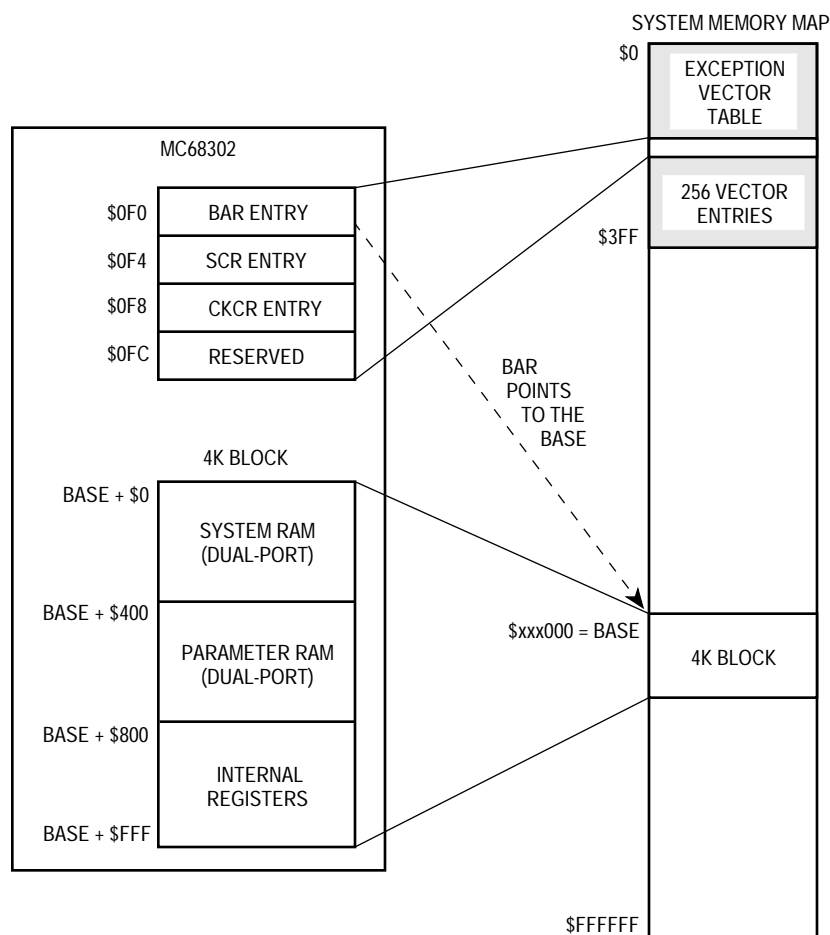 SYSTEM MEMORY MAP
$0
EXCEPTION
VECTOR
TABLE
256 VECTOR
ENTRIES
$3FF
MC68302
$0F0
BAR ENTRY
$0F4
SCR ENTRY
$0F8
CKCR ENTRY
$0FC
RESERVED
BAR
POINTS
TO THE
BASE
4K BLOCK
BASE + $0
SYSTEM RAM
(DUAL-PORT)
BASE + $400
PARAMETER RAM
(DUAL-PORT)
BASE + $800
INTERNAL
REGISTERS
BASE + $FFF
$xxx000 = BASE
4K BLOCK
$FFFFFF